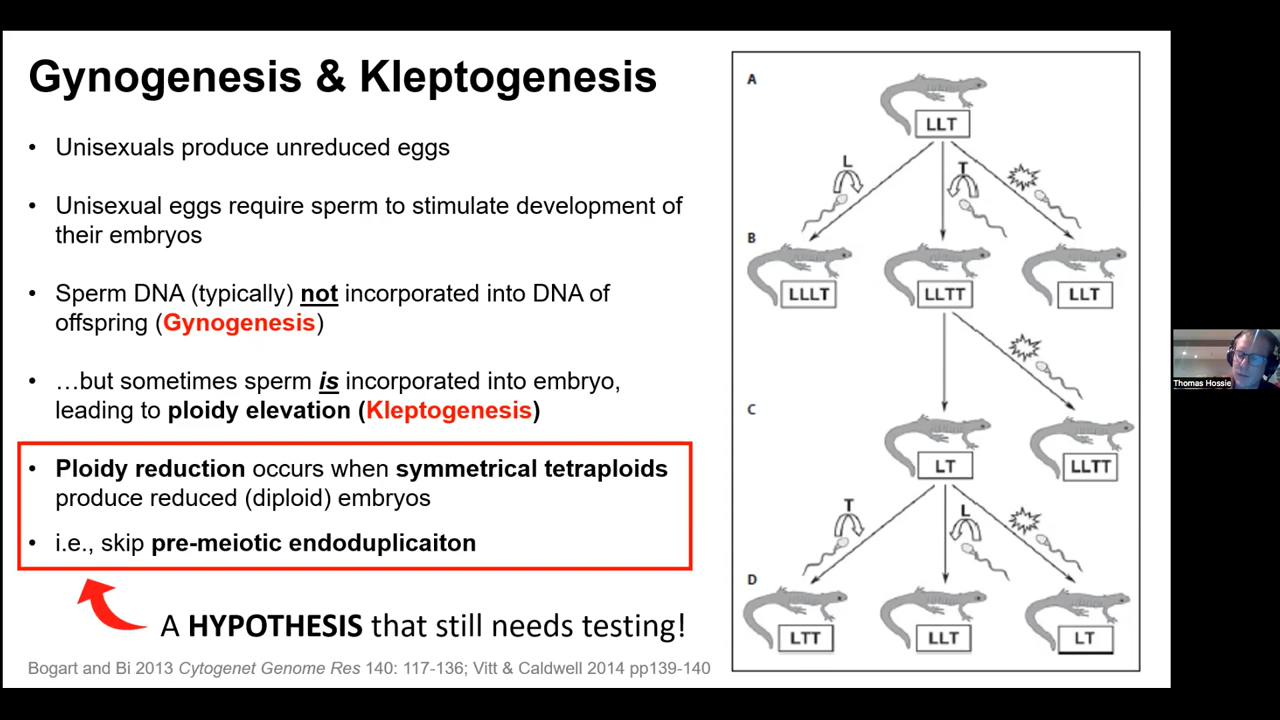 Gynogenesis & Kleptogenesis
• Unisexuals produce unreduced eggs
• Unisexual eggs require sperm to stimulate development of
their embryos
• Sperm DNA (typically) not incorporated into DNA of
offspring (Gynogenesis)
• …but sometimes sperm is incorporated into embryo,
leading to ploidy elevation (Kleptogenesis)
• Ploidy reduction occurs when symmetrical tetraploids
produce reduced (diploid) embryos
• i.e., skip pre-meiotic endoduplicaiton
A HYPOTHESIS that still needs testing!
Bogart and Bi 2013 Cytogenet Genome Res 140: 117-136; Vitt & Caldwell 2014 pp139-140
A
LLT
L T
B
LLLT LLTT LLT
C
LT LLTT
T L
D
LTT LLT LT
Thomas Hossie